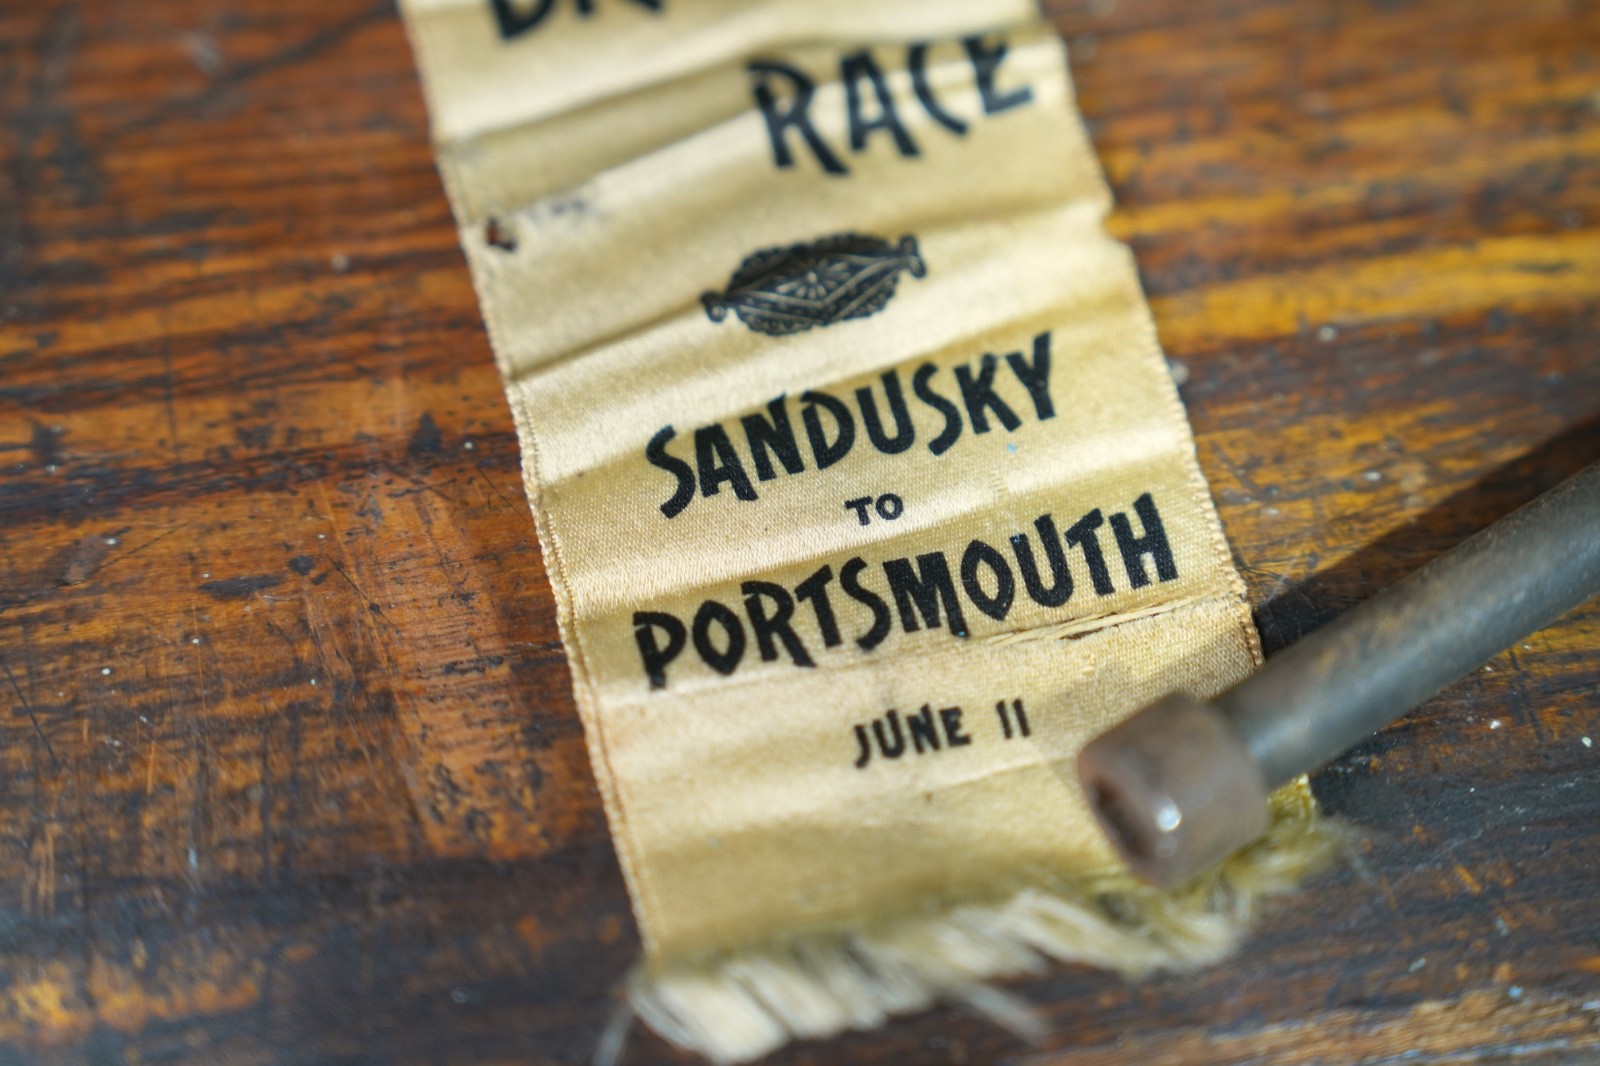 RACE
SANDUSKY
TO
PORTSMOUTH
JUNE 11